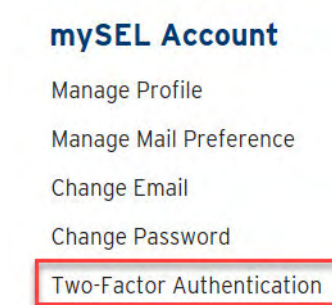 mySEL Account
Manage Profile
Manage Mail Preference
Change Email
Change Password
Two-Factor Authentication